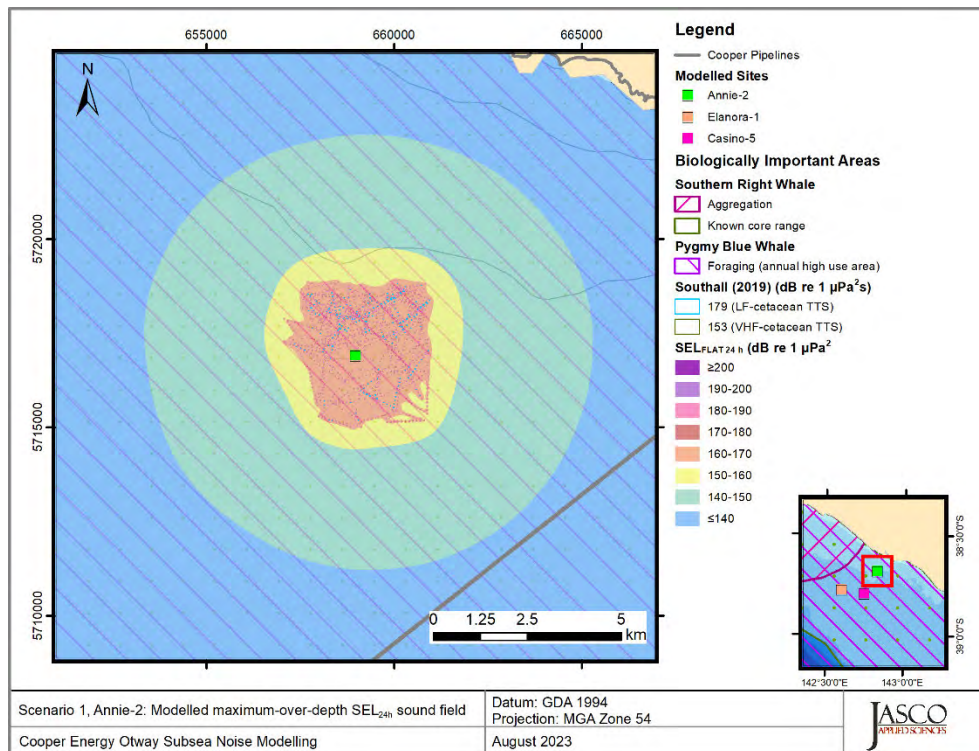 655000 660000 665000
N
5720000
5715000
5710000
0 1.25 2.5 5
km
Legend
Cooper Pipelines
Modelled Sites
Annie-2
Elanora-1
Casino-5
Biologically Important Areas
Southern Right Whale
Aggregation
Known core range
Pygmy Blue Whale
Foraging (annual high use area)
Southall (2019) (dB re 1 µPa²s)
179 (LF-cetacean TTS)
153 (VHF-cetacean TTS)
SELFLAT 24 h (dB re 1 µPa²
≥200
190-200
180-190
170-180
160-170
150-160
140-150
≤140
38°30'0"S
39°0'0"S
142°30'0"E 143°0'0"E
Scenario 1, Annie-2: Modelled maximum-over-depth SEL24h sound field
Cooper Energy Otway Subsea Noise Modelling
Datum: GDA 1994
Projection: MGA Zone 54
August 2023
JASCO
APPLIED SCIENCES